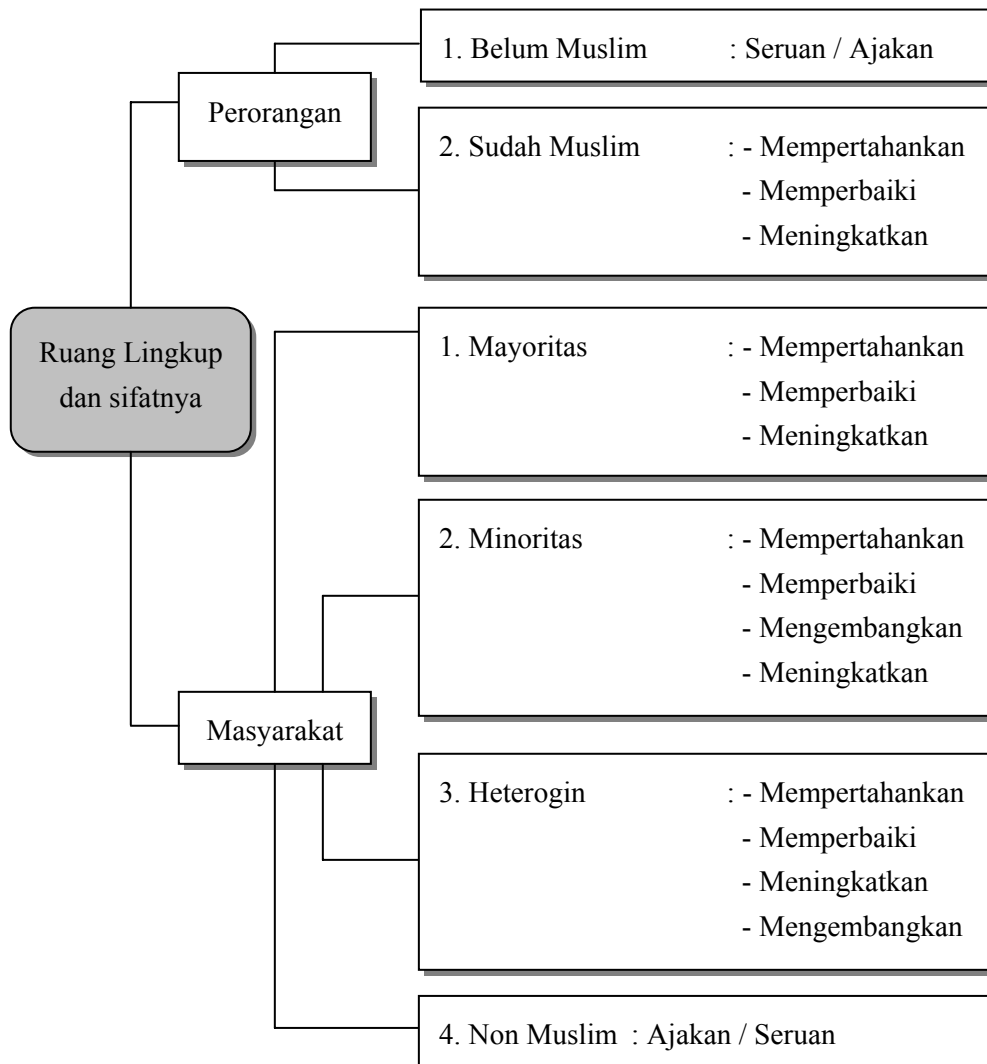 1. Belum Muslim : Seruan / Ajakan
Perorangan
2. Sudah Muslim : - Mempertahankan
- Memperbaiki
- Meningkatkan
Ruang Lingkup
dan sifatnya
1. Mayoritas : - Mempertahankan
- Memperbaiki
- Meningkatkan
2. Minoritas : - Mempertahankan
- Memperbaiki
- Mengembangkan
- Meningkatkan
Masyarakat
3. Heterogin : - Mempertahankan
- Memperbaiki
- Meningkatkan
- Mengembangkan
4. Non Muslim : Ajakan / Seruan